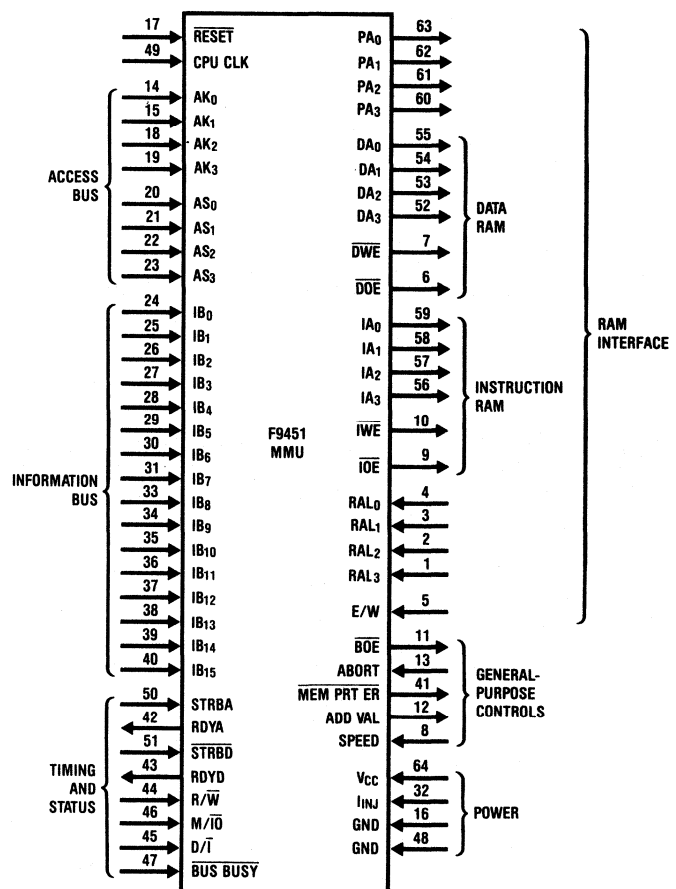 17 RESET
49 CPU CLK
14 AK0
15 AK1
18 AK2
19 AK3
ACCESS
BUS
20 AS0
21 AS1
22 AS2
23 AS3
24 IB0
25 IB1
26 IB2
27 IB3
28 IB4
29 IB5
30 IB6
31 IB7
INFORMATION
BUS
33 IB8
34 IB9
35 IB10
36 IB11
37 IB12
38 IB13
39 IB14
40 IB15
50 STRBA
42 RDYA
51 STRBD
43 RDYD
TIMING
AND
STATUS
44 R/W
46 M/IO
45 D/I
47 BUS BUSY
F9451
MMU
PA0 63
PA1 62
PA2 61
PA3 60
DA0 55
DA1 54
DA2 53
DA3 52
DATA
RAM
DWE 7
DOE 6
IA0 59
IA1 58
IA2 57
IA3 56
INSTRUCTION
RAM
IWE 10
IOE 9
RAL0 4
RAL1 3
RAL2 2
RAL3 1
E/W 5
RAM
INTERFACE
BOE 11
ABORT 13
MEM PRT ER 41
ADD VAL 12
SPEED 8
GENERAL-
PURPOSE
CONTROLS
VCC 64
IINJ 32
GND 16
GND 48
POWER